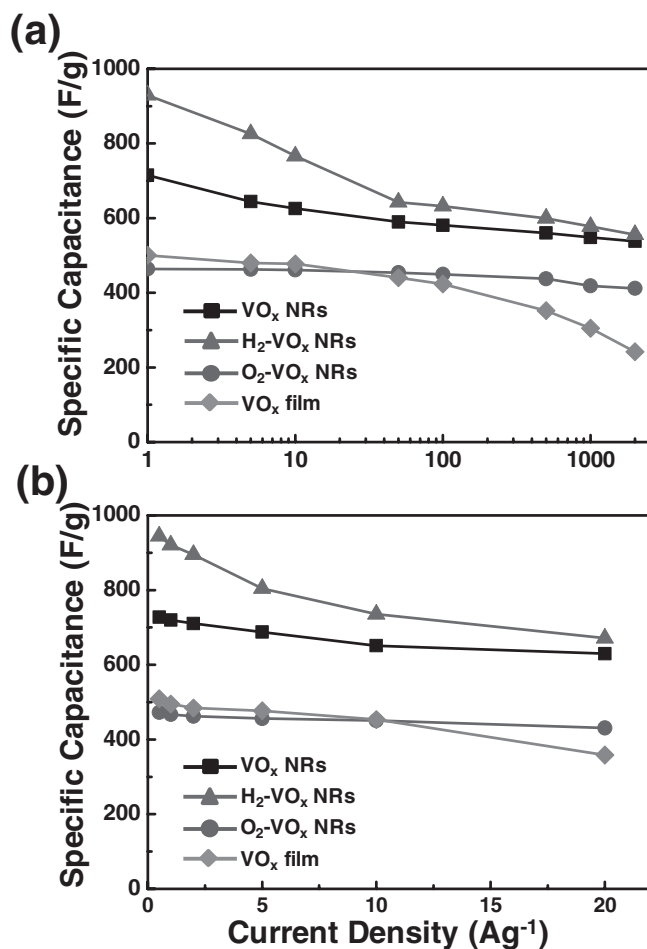 (a)
Specific Capacitance (F/g)
1000
800
600
400
200
0
VOₓ NRs
H₂-VOₓ NRs
O₂-VOₓ NRs
VOₓ film
1 10 100 1000
(b)
Specific Capacitance (F/g)
1000
800
600
400
200
0
VOₓ NRs
H₂-VOₓ NRs
O₂-VOₓ NRs
VOₓ film
0 5 10 15 20
Current Density (Ag⁻¹)